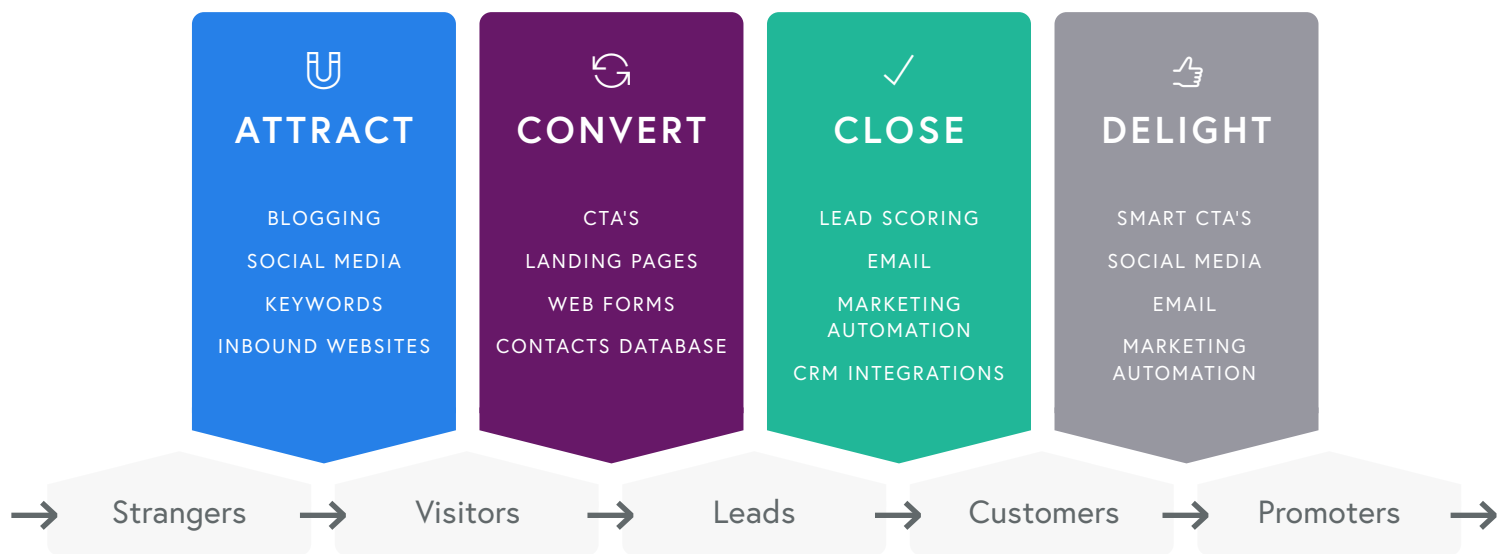 ATTRACT
BLOGGING
SOCIAL MEDIA
KEYWORDS
INBOUND WEBSITES
CONVERT
CTA'S
LANDING PAGES
WEB FORMS
CONTACTS DATABASE
CLOSE
LEAD SCORING
EMAIL
MARKETING
AUTOMATION
CRM INTEGRATIONS
DELIGHT
SMART CTA'S
SOCIAL MEDIA
EMAIL
MARKETING
AUTOMATION
Strangers
Visitors
Leads
Customers
Promoters